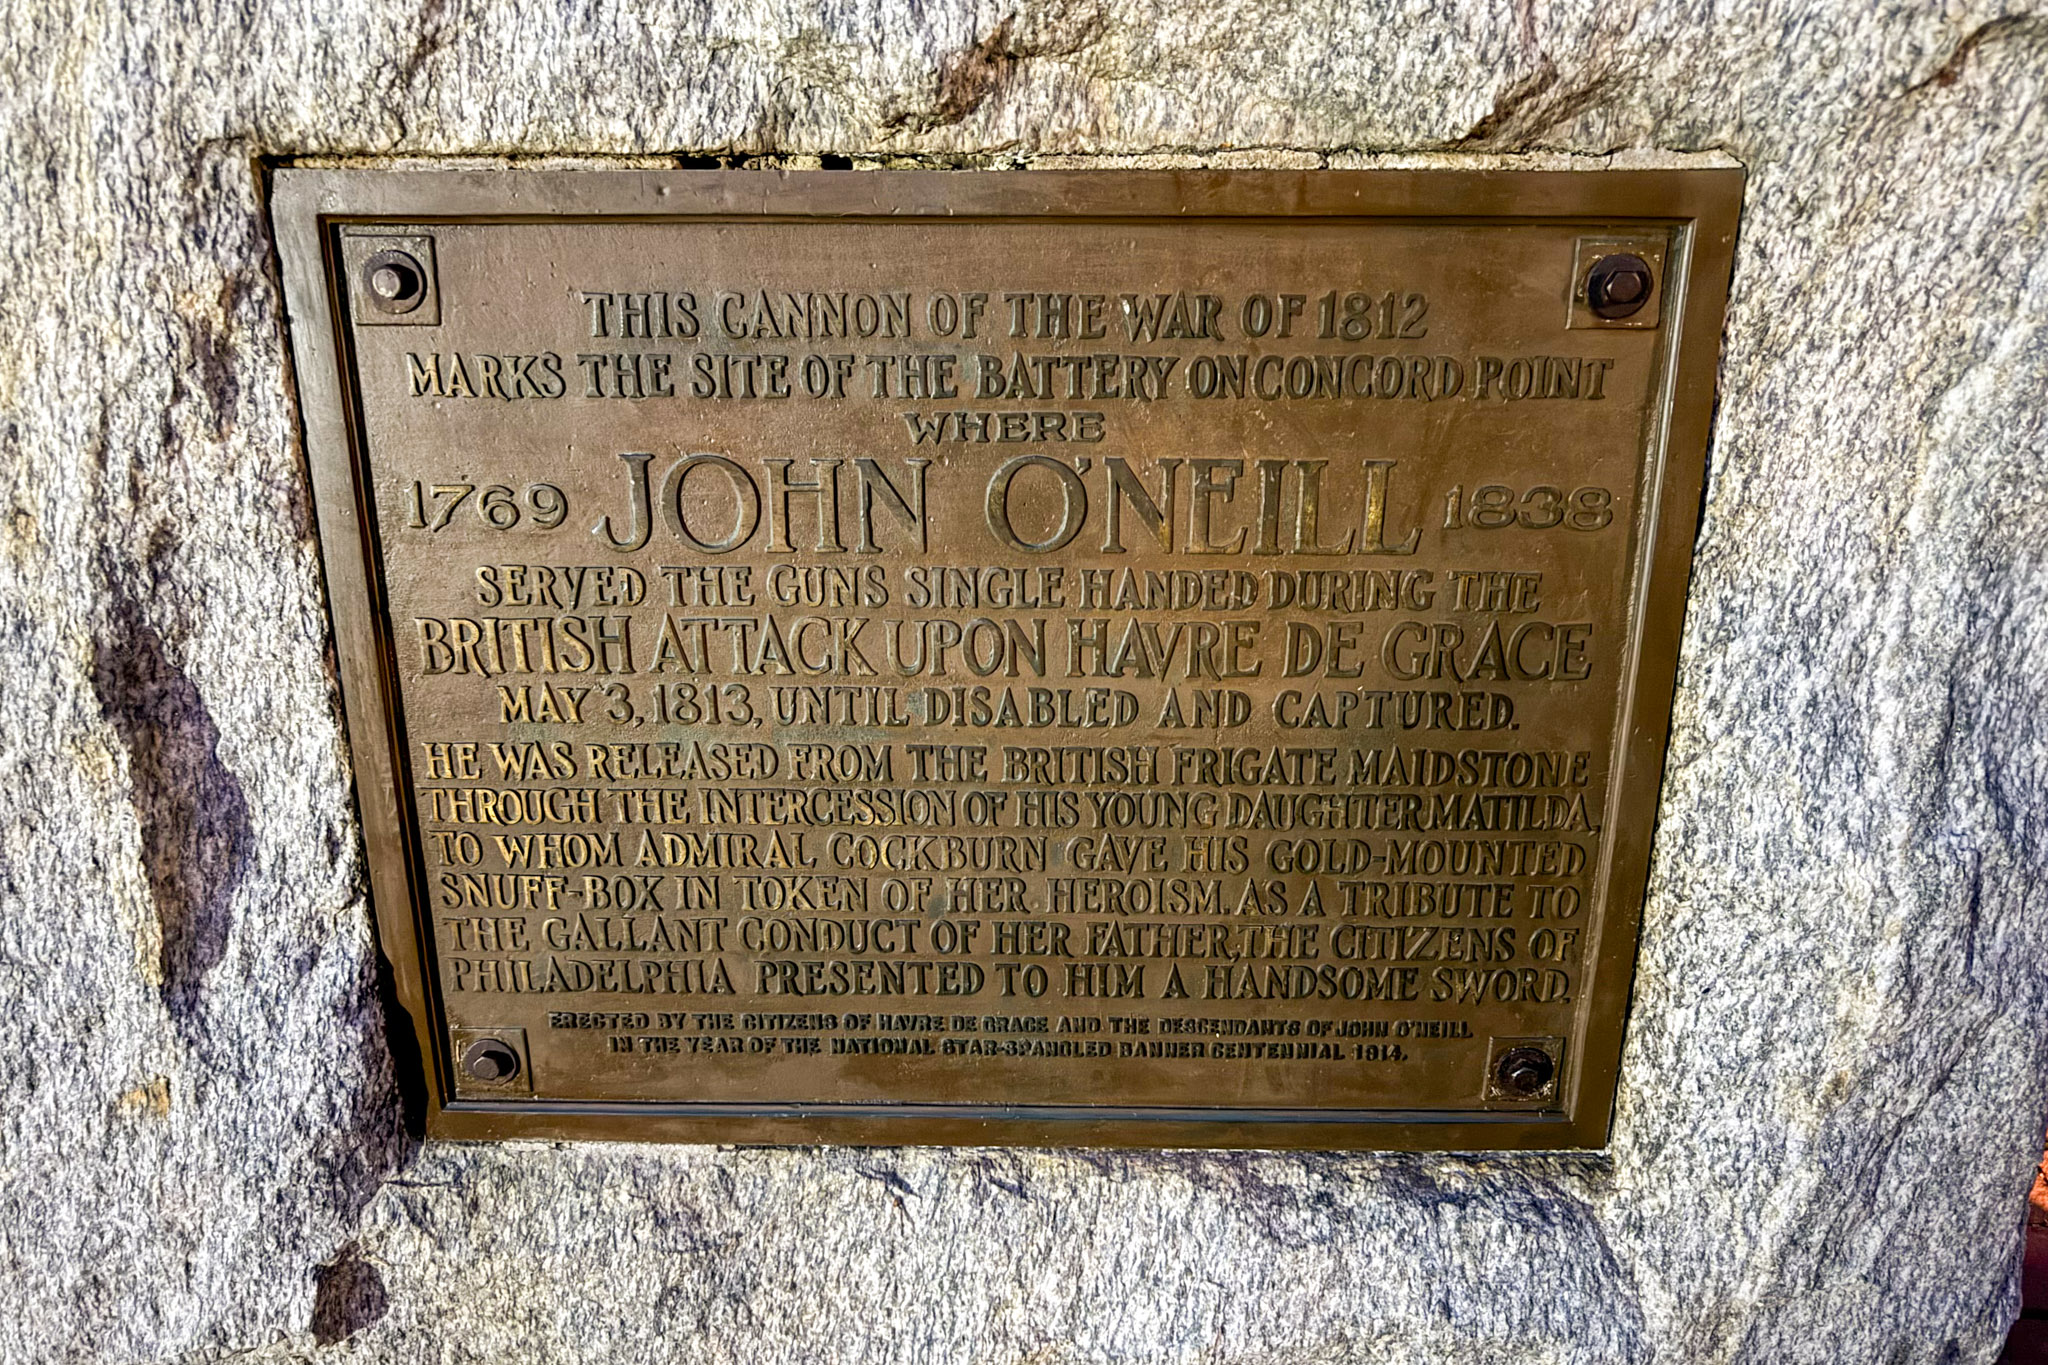 THIS CANNON OF THE WAR OF 1812
MARKS THE SITE OF THE BATTERY ON CONCORD POINT
WHERE
1769 JOHN O'NEILL 1838
SERVED THE GUNS SINGLE HANDED DURING THE
BRITISH ATTACK UPON HAVRE DE GRACE
MAY 3, 1813, UNTIL DISABLED AND CAPTURED.
HE WAS RELEASED FROM THE BRITISH FRIGATE MAIDSTONE
THROUGH THE INTERCESSION OF HIS YOUNG DAUGHTER MATILDA,
TO WHOM ADMIRAL COCKBURN GAVE HIS GOLD-MOUNTED
SNUFF-BOX IN TOKEN OF HER HEROISM. AS A TRIBUTE TO
THE GALLANT CONDUCT OF HER FATHER, THE CITIZENS OF
PHILADELPHIA PRESENTED TO HIM A HANDSOME SWORD.
ERECTED BY THE CITIZENS OF HAVRE DE GRACE AND THE DESCENDANTS OF JOHN O'NEILL
IN THE YEAR OF THE NATIONAL STAR-SPANGLED BANNER CENTENNIAL 1914.